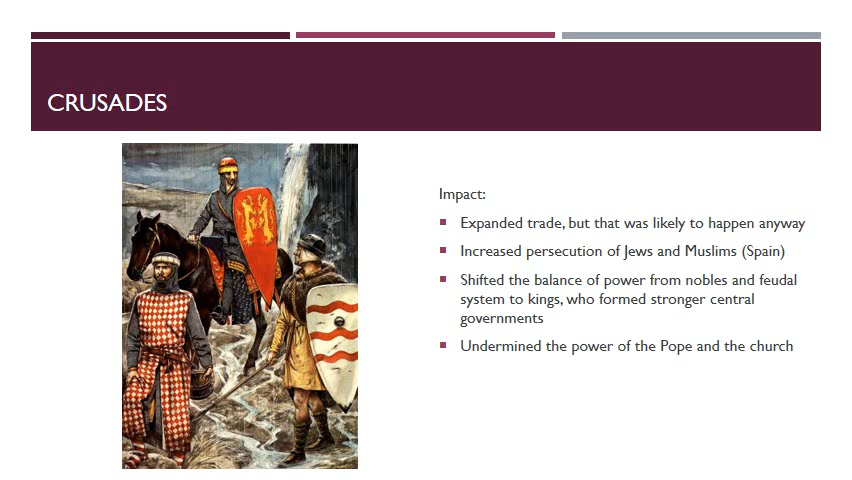 CRUSADES
Impact:
Expanded trade, but that was likely to happen anyway
Increased persecution of Jews and Muslims (Spain)
Shifted the balance of power from nobles and feudal
system to kings, who formed stronger central
governments
Undermined the power of the Pope and the church